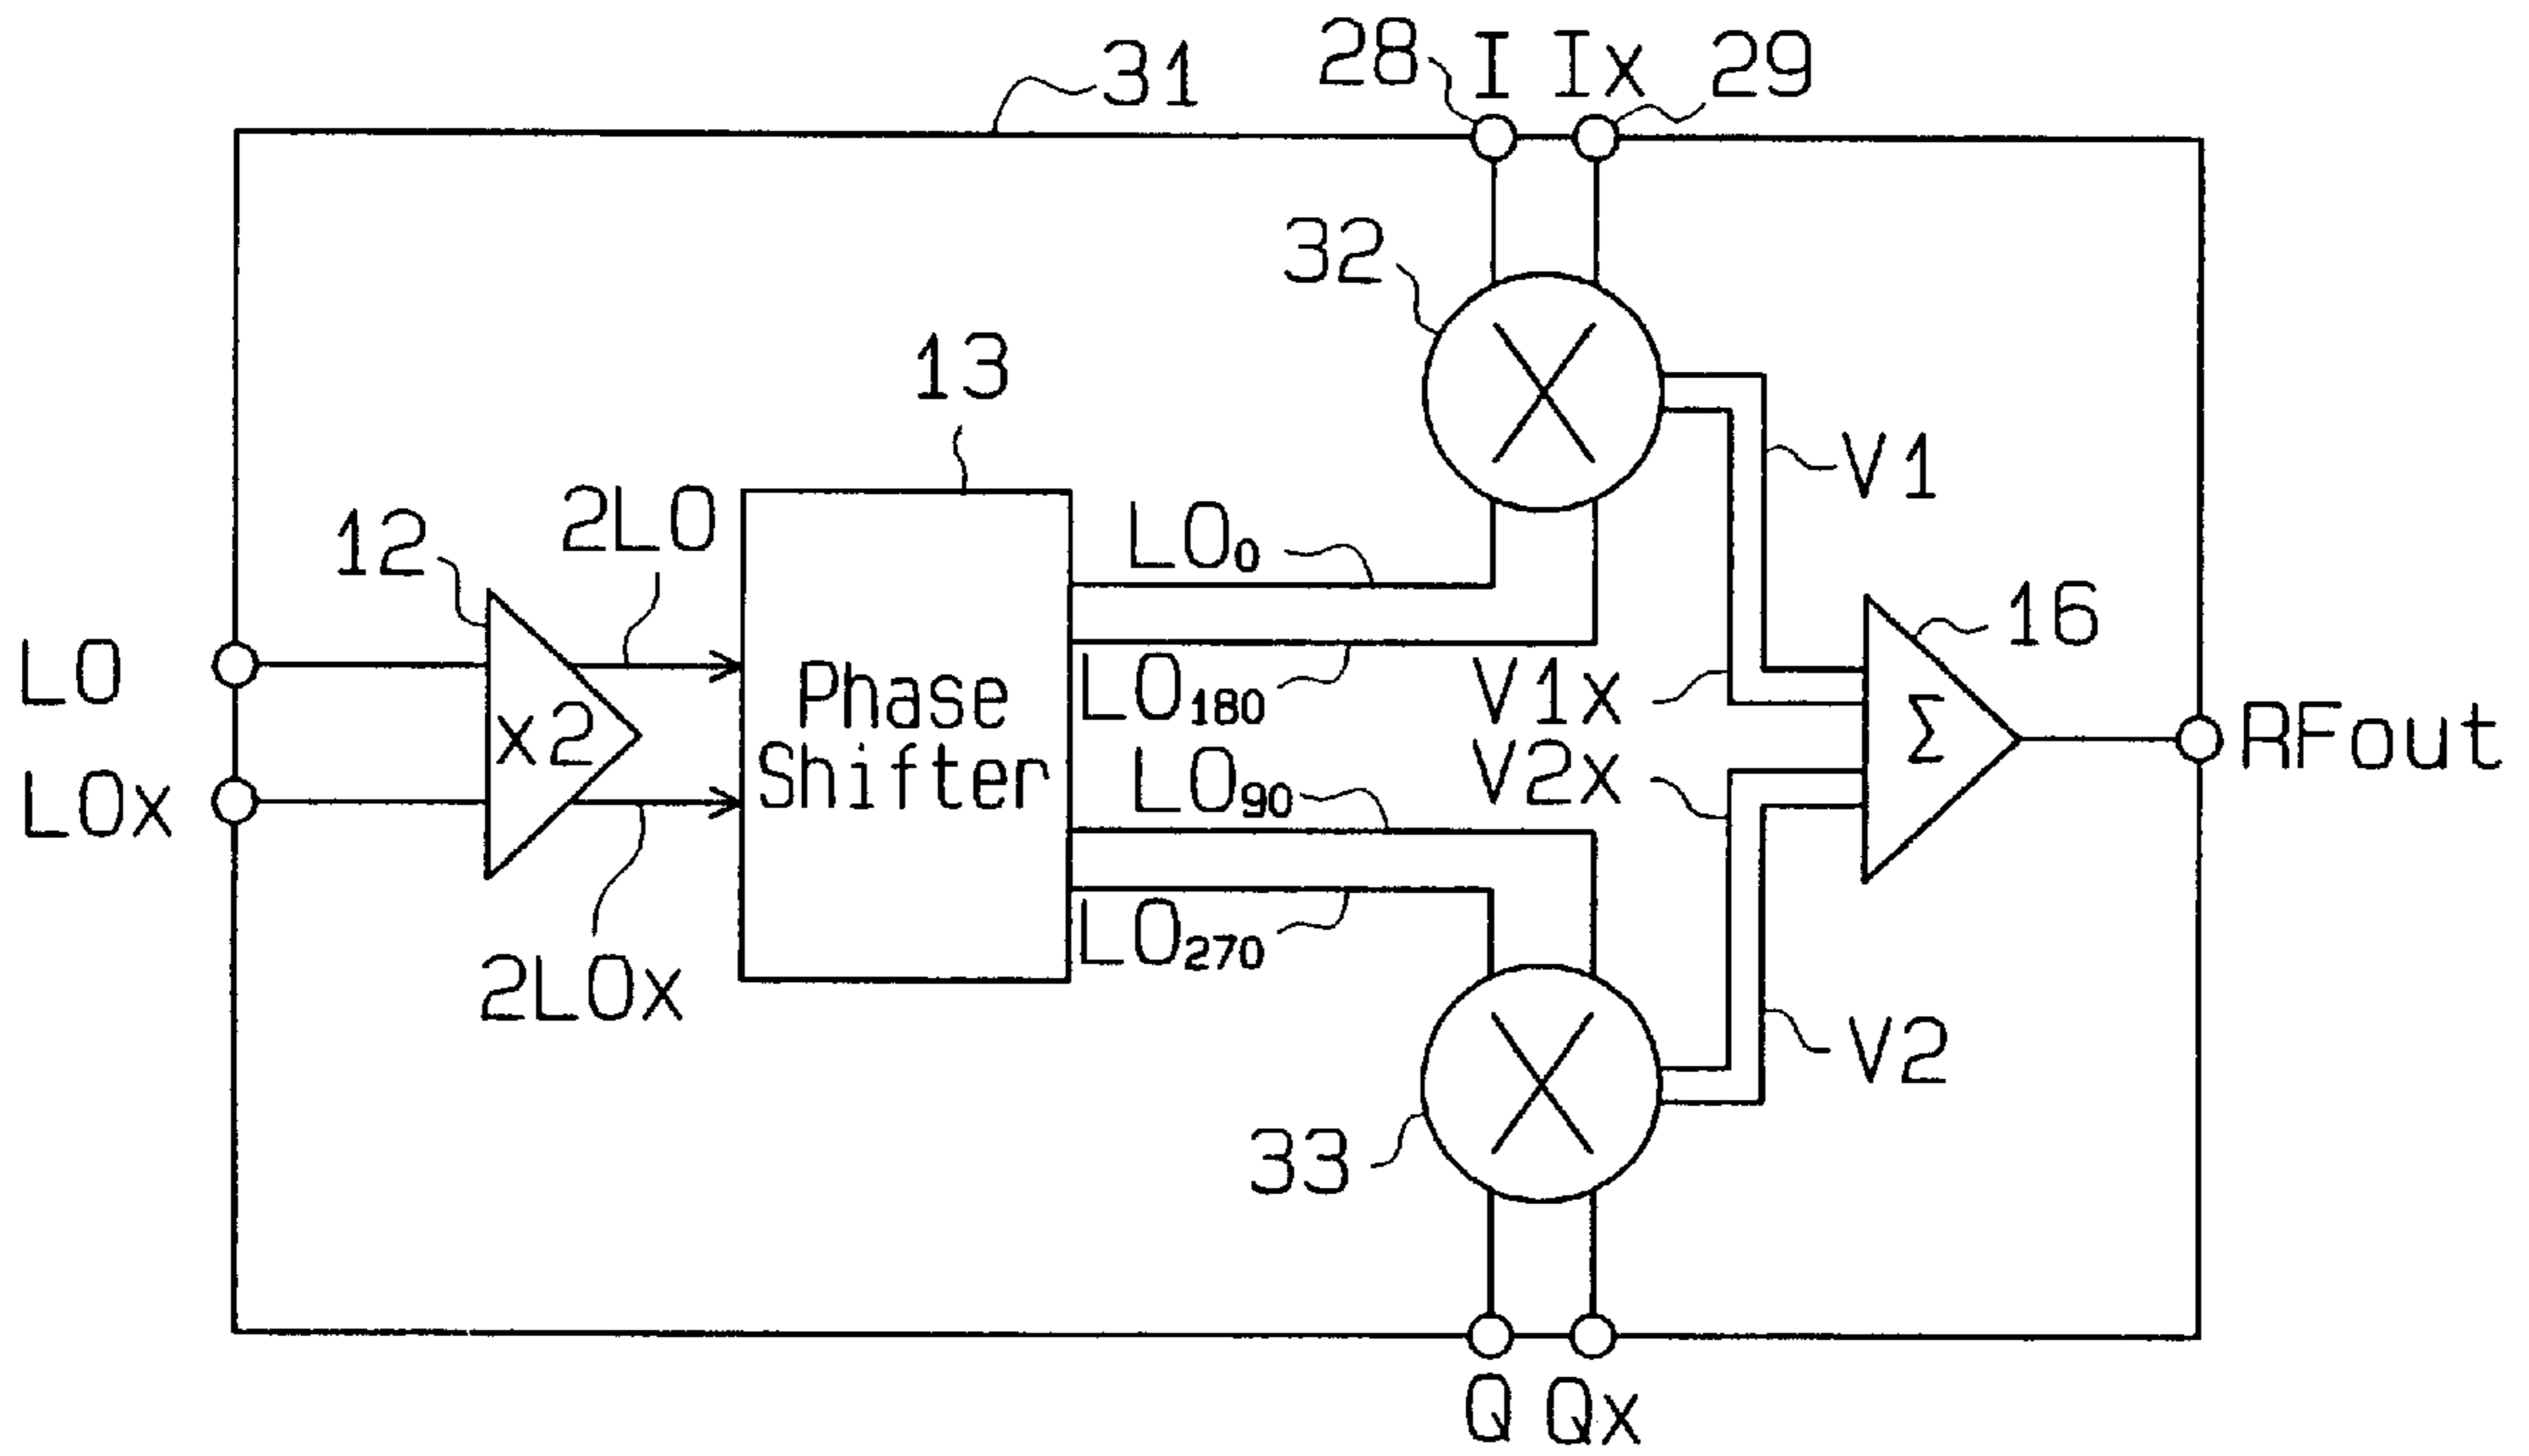 31
28 I Ix 29
32
13
V1
12
2LO
LO0
16
LO
x2
Phase
Shifter
LO180
V1x
Σ
RFout
LOx
LO90
V2x
2LOx
LO270
V2
33
Q Qx